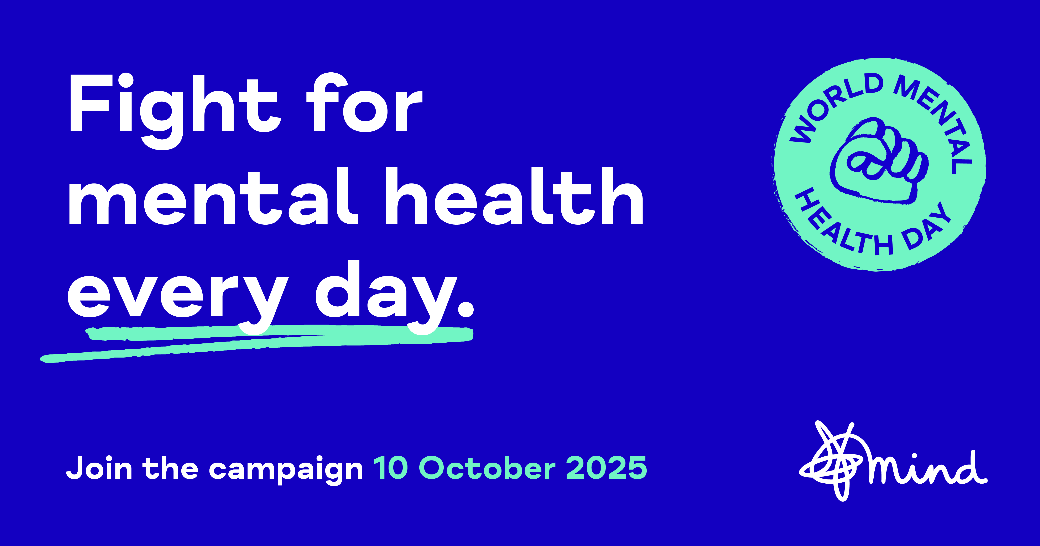 Fight for
mental health
every day.
WORLD MENTAL
HEALTH DAY
Join the campaign 10 October 2025
mind